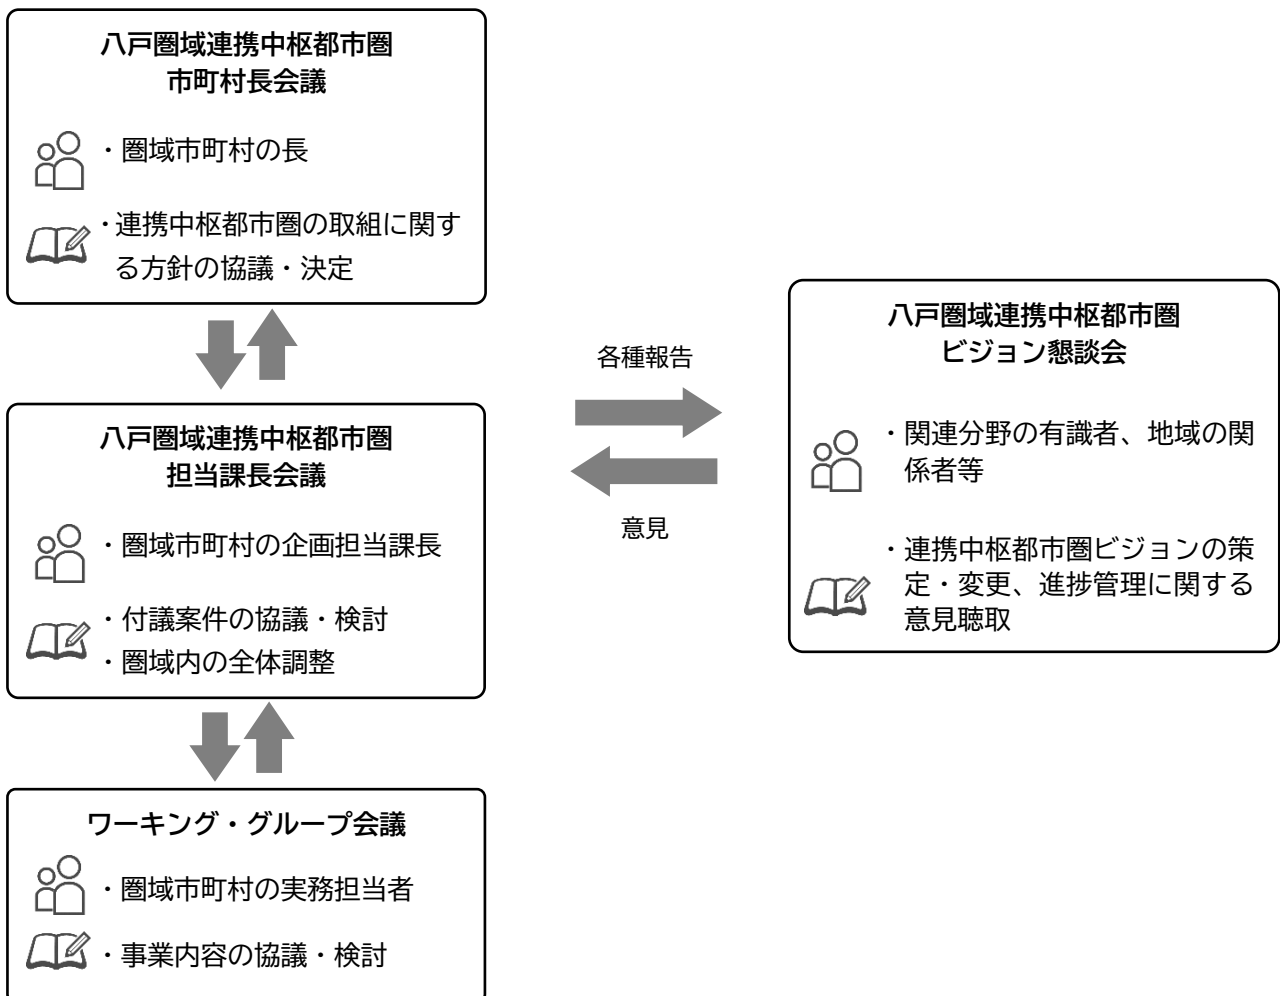 八戸圏域連携中枢都市圏
市町村長会議
・圏域市町村の長
・連携中枢都市圏の取組に関す
る方針の協議・決定
八戸圏域連携中枢都市圏
担当課長会議
・圏域市町村の企画担当課長
・付議案件の協議・検討
・圏域内の全体調整
ワーキング・グループ会議
・圏域市町村の実務担当者
・事業内容の協議・検討
各種報告
意見
八戸圏域連携中枢都市圏
ビジョン懇談会
・関連分野の有識者、地域の関
係者等
・連携中枢都市圏ビジョンの策
定・変更、進捗管理に関する
意見聴取